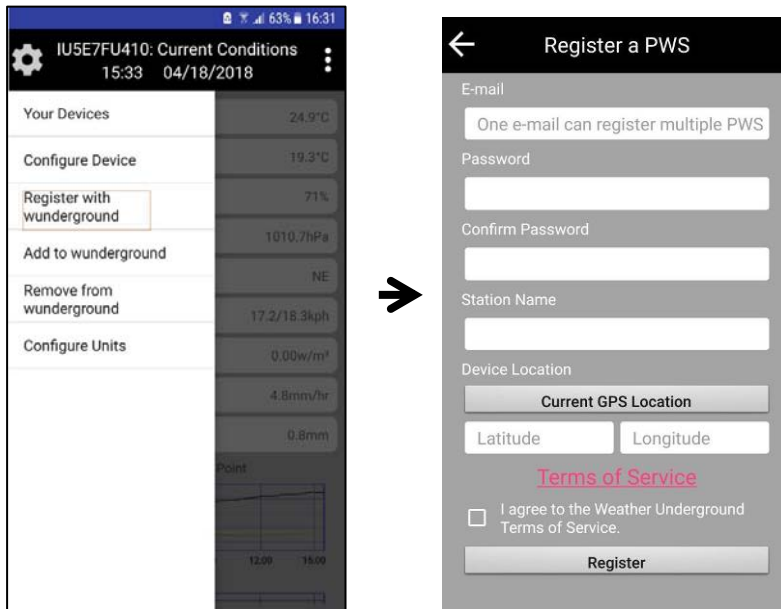 63% 16:31
IU5E7FU410: Current Conditions
15:33 04/18/2018
Your Devices
24.9°C
Configure Device
19.3°C
Register with
wunderground
71%
Add to wunderground
1010.7hPa
Remove from
wunderground
NE
17.2/18.3kph
Configure Units
0.00w/m²
4.8mm/hr
0.8mm
Point
12:00 16:00
Register a PWS
E-mail
One e-mail can register multiple PWS
Password
Confirm Password
Station Name
Device Location
Current GPS Location
Latitude Longitude
Terms of Service
I agree to the Weather Underground
Terms of Service.
Register